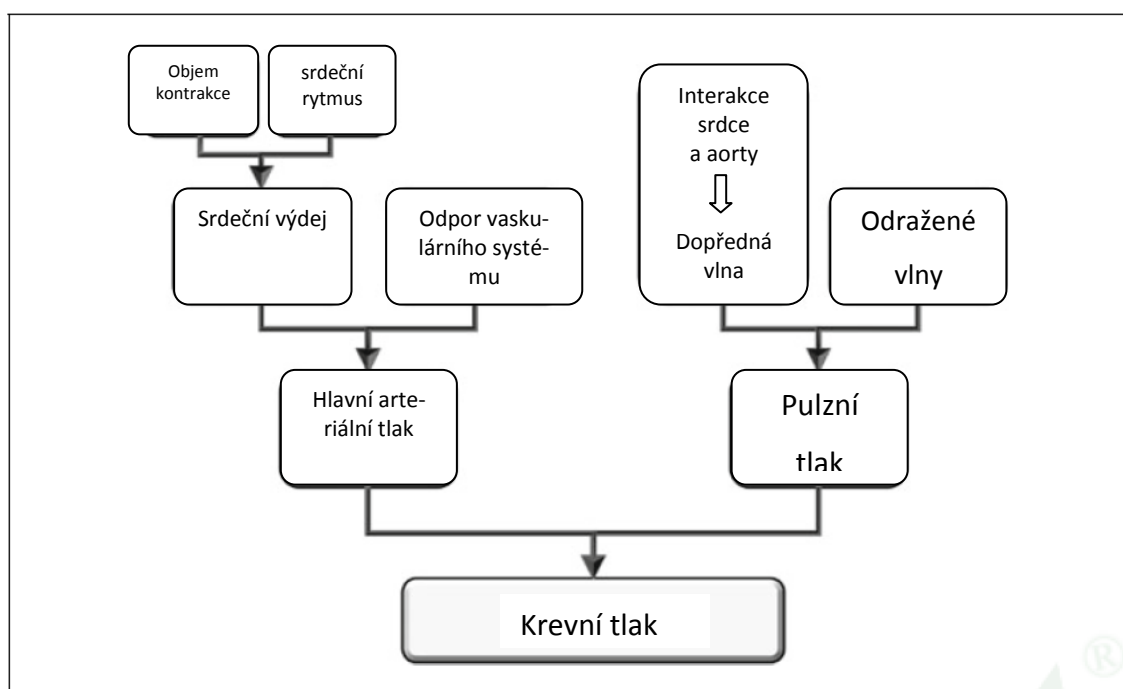 Objem
kontrakce
srdeční
rytmus
Interakce
srdce
a aorty
Dopředná
vlna
Odražené
vlny
Srdeční výdej
Odpor vasku-
lárního systé-
mu
Hlavní arte-
riální tlak
Pulzní
tlak
Krevní tlak
®